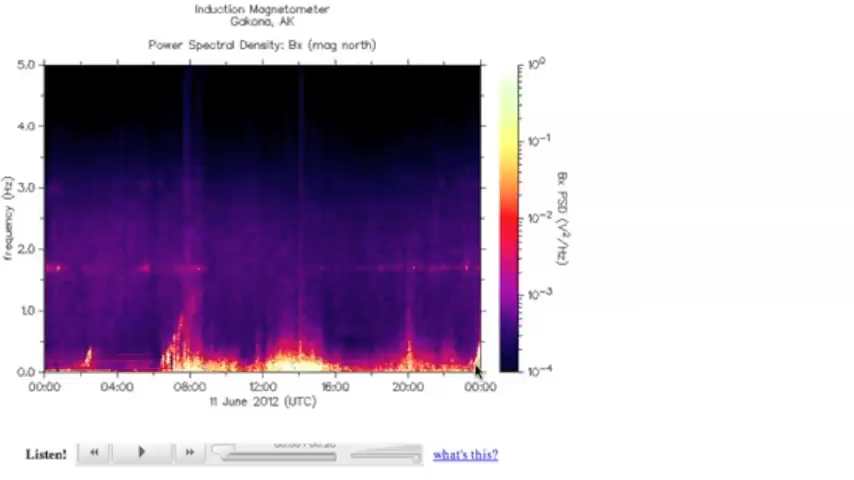 Induction Magnetometer
Gakona, AK
Power Spectral Density: Bx (mag north)
5.0
4.0
3.0
2.0
1.0
0.0
frequency (Hz)
00:00 04:00 08:00 12:00 16:00 20:00 00:00
11 June 2012 (UTC)
10^0
10^-1
10^-2
10^-3
10^-4
Bx PSD (V^2/Hz)
Listen!
what's this?